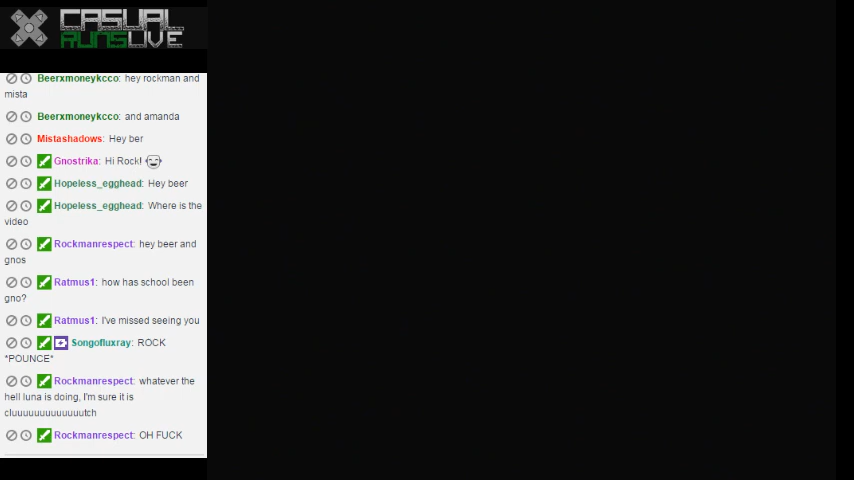 CASUAL
RUNSLIVE
Beerxmoneykcco: hey rockman and
mista
Beerxmoneykcco: and amanda
Mistashadows: Hey ber
Gnostrika: Hi Rock!
Hopeless_egghead: Hey beer
Hopeless_egghead: Where is the
video
Rockmanrespect: hey beer and
gnos
Ratmus1: how has school been
gno?
Ratmus1: I've missed seeing you
Songofluxray: ROCK
*POUNCE*
Rockmanrespect: whatever the
hell luna is doing, I'm sure it is
cluuuuuuuuuuuuutch
Rockmanrespect: OH FUCK